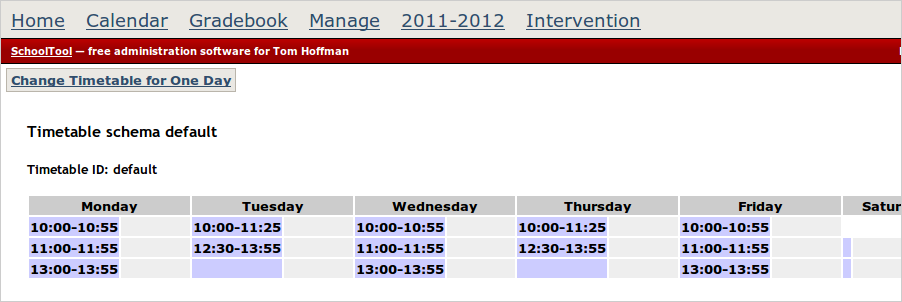 Home Calendar Gradebook Manage 2011-2012 Intervention
SchoolTool — free administration software for Tom Hoffman
Change Timetable for One Day
Timetable schema default
Timetable ID: default
Monday Tuesday Wednesday Thursday Friday Satur
10:00-10:55 10:00-11:25 10:00-10:55 10:00-11:25 10:00-10:55
11:00-11:55 12:30-13:55 11:00-11:55 12:30-13:55 11:00-11:55
13:00-13:55 13:00-13:55 13:00-13:55